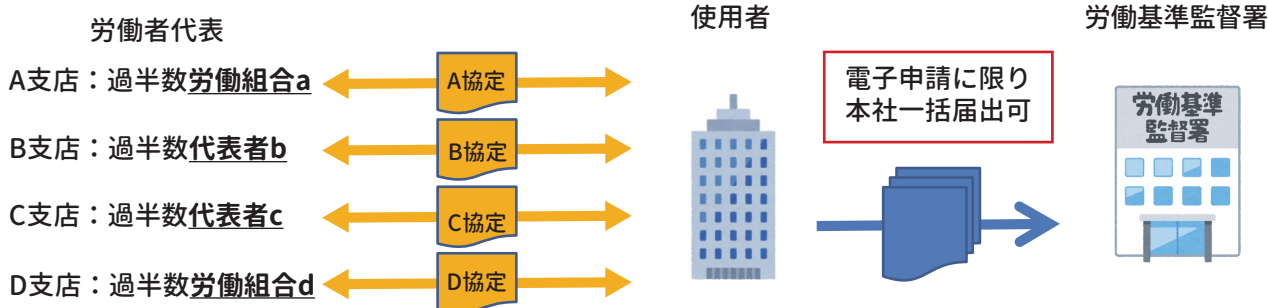 労働者代表
使用者
労働基準監督署
A支店：過半数労働組合a
A協定
B支店：過半数代表者b
B協定
C支店：過半数代表者c
C協定
D支店：過半数労働組合d
D協定
電子申請に限り
本社一括届出可
労働基準
監督署